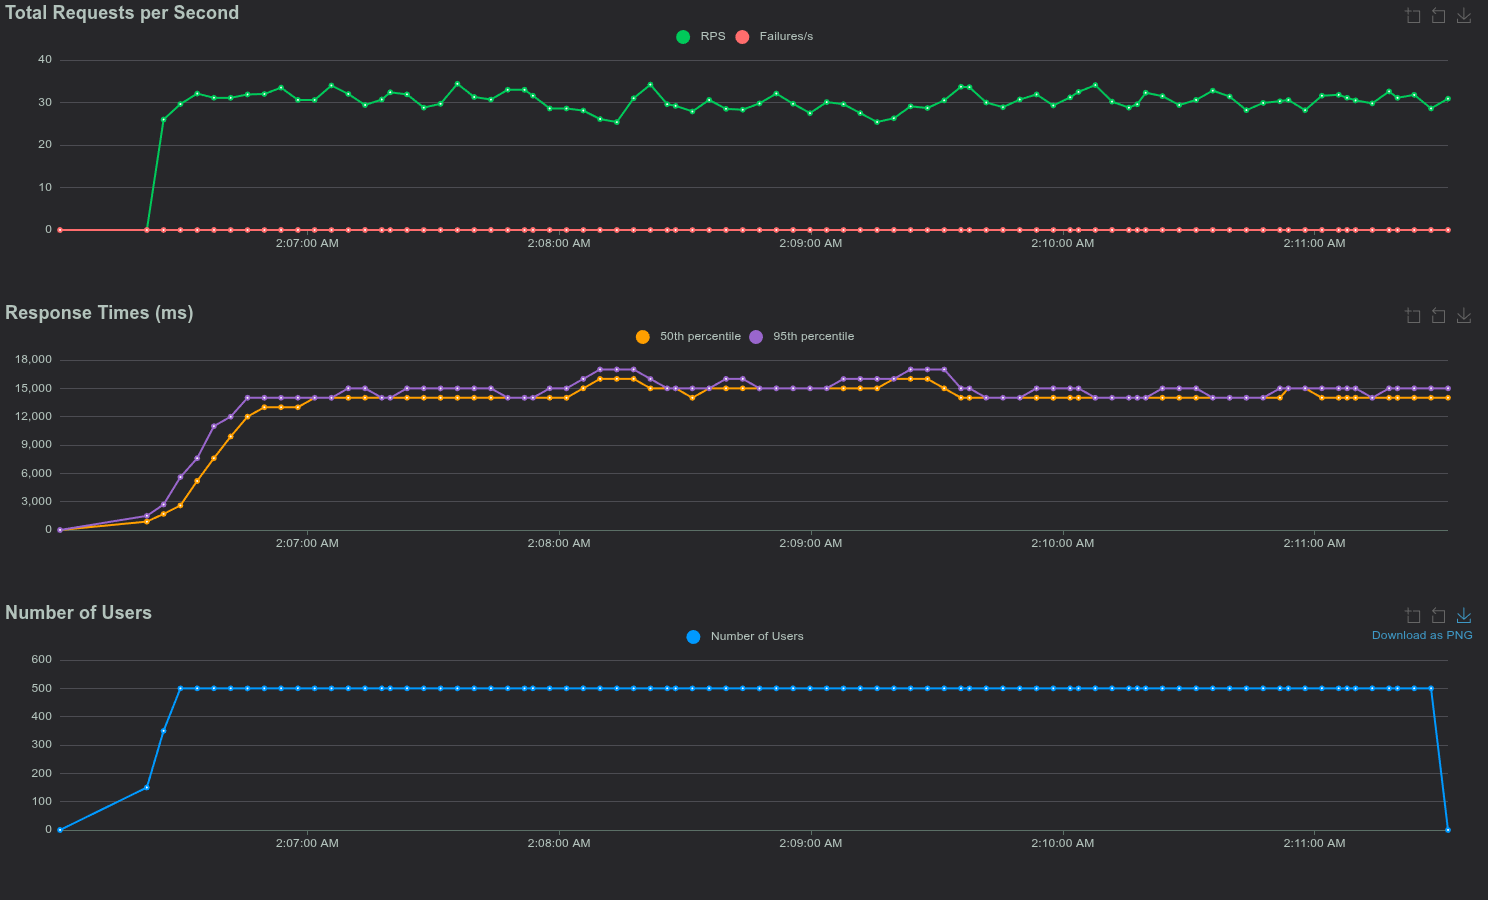 Total Requests per Second
RPS Failures/s
40
30
20
10
0
2:07:00 AM 2:08:00 AM 2:09:00 AM 2:10:00 AM 2:11:00 AM
Response Times (ms)
50th percentile 95th percentile
18,000
15,000
12,000
9,000
6,000
3,000
0
2:07:00 AM 2:08:00 AM 2:09:00 AM 2:10:00 AM 2:11:00 AM
Number of Users
Number of Users
Download as PNG
600
500
400
300
200
100
0
2:07:00 AM 2:08:00 AM 2:09:00 AM 2:10:00 AM 2:11:00 AM